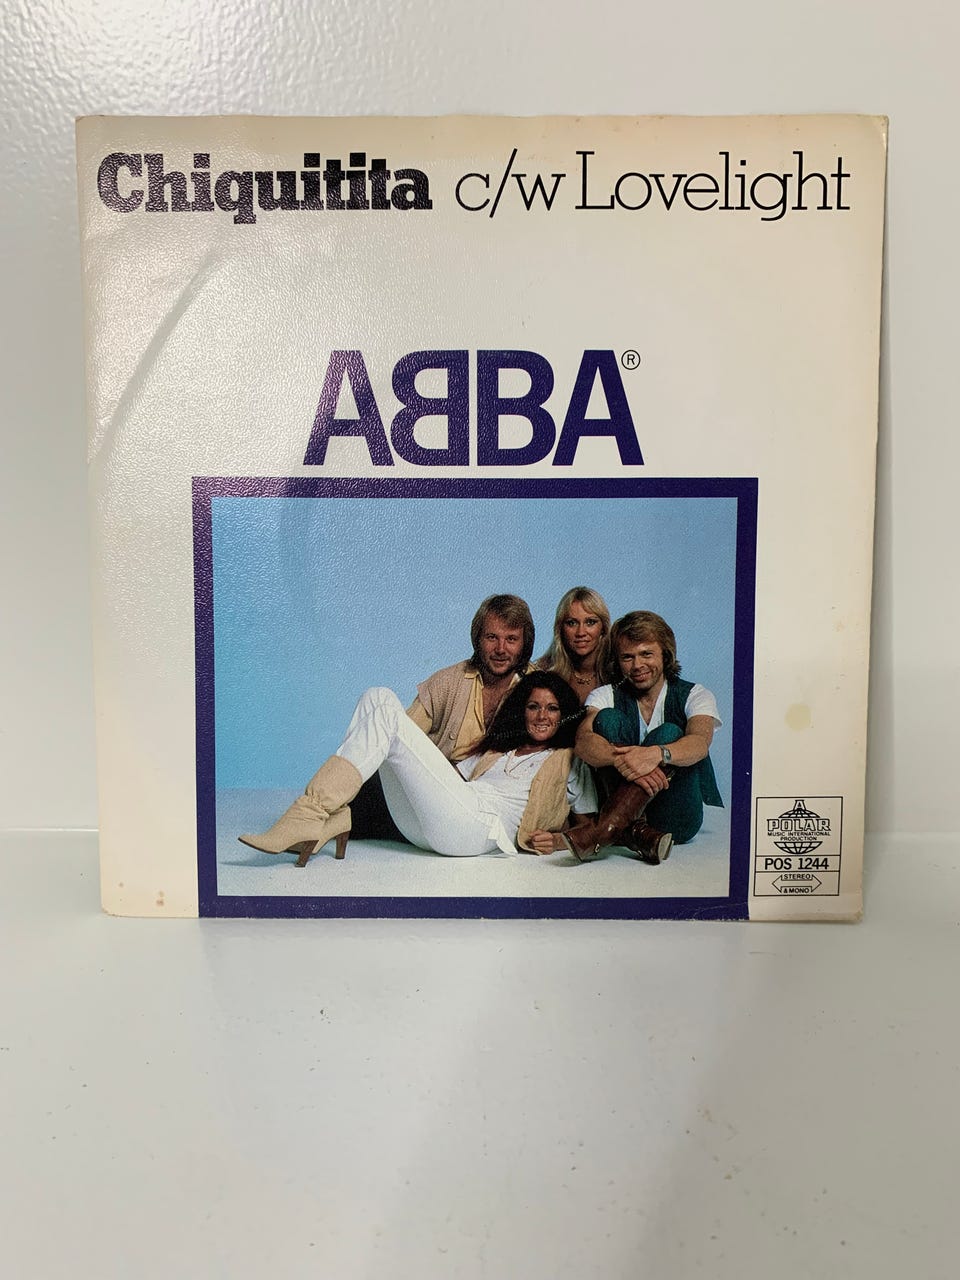 Chiquitita c/w Lovelight
ABBA®
A
POLAR
MUSIC INTERNATIONAL
PRODUCTION
POS 1244
STEREO
& MONO